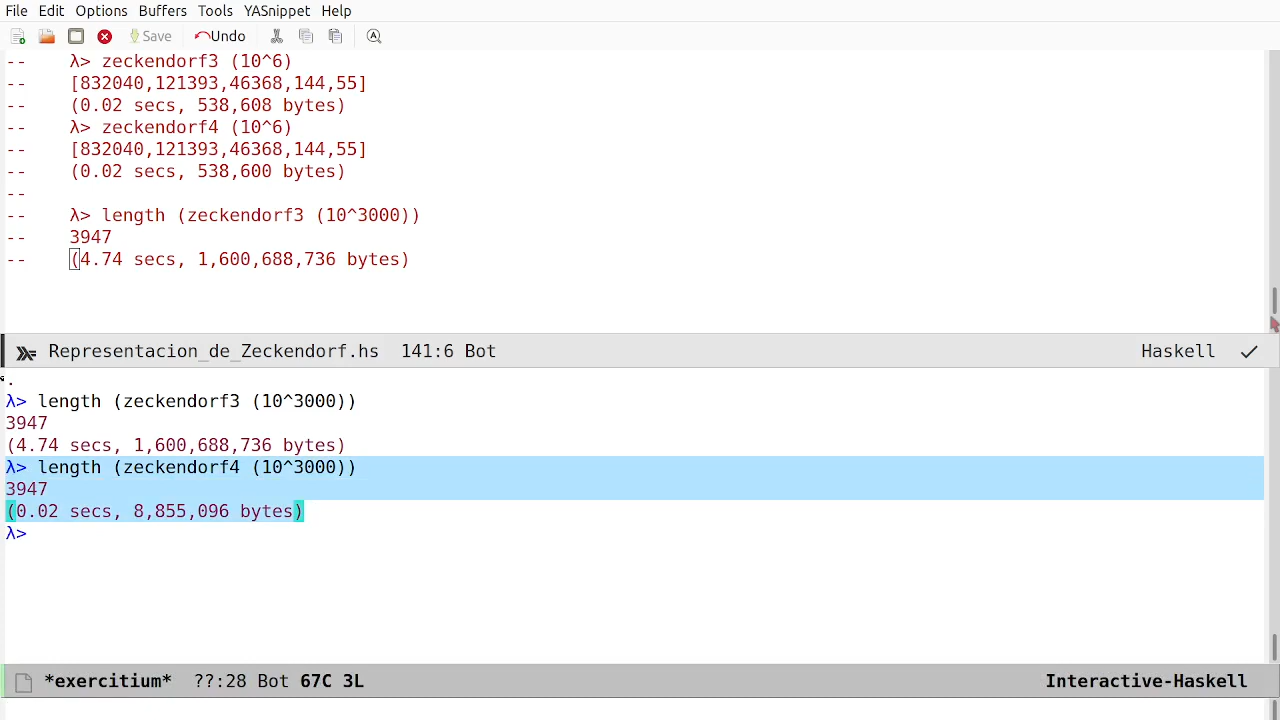 File Edit Options Buffers Tools YASnippet Help
Save Undo
-- λ> zeckendorf3 (10^6)
-- [832040,121393,46368,144,55]
-- (0.02 secs, 538,608 bytes)
-- λ> zeckendorf4 (10^6)
-- [832040,121393,46368,144,55]
-- (0.02 secs, 538,600 bytes)
--
-- λ> length (zeckendorf3 (10^3000))
-- 3947
-- (4.74 secs, 1,600,688,736 bytes)
Representacion_de_Zeckendorf.hs 141:6 Bot Haskell
.
λ> length (zeckendorf3 (10^3000))
3947
(4.74 secs, 1,600,688,736 bytes)
λ> length (zeckendorf4 (10^3000))
3947
(0.02 secs, 8,855,096 bytes)
λ>
*exercitium* ??:28 Bot 67C 3L Interactive-Haskell